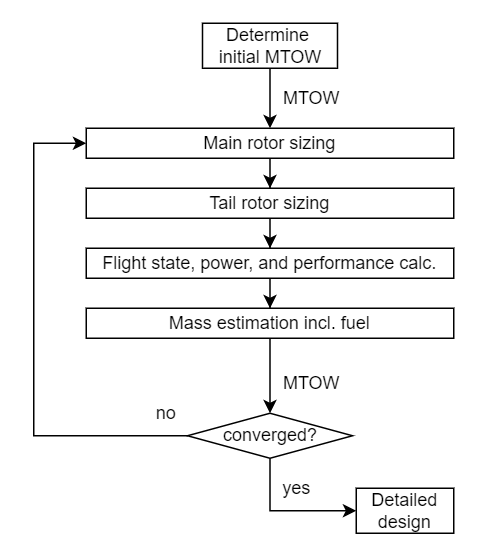 Determine
initial MTOW
MTOW
Main rotor sizing
Tail rotor sizing
Flight state, power, and performance calc.
Mass estimation incl. fuel
MTOW
no
converged?
yes
Detailed
design